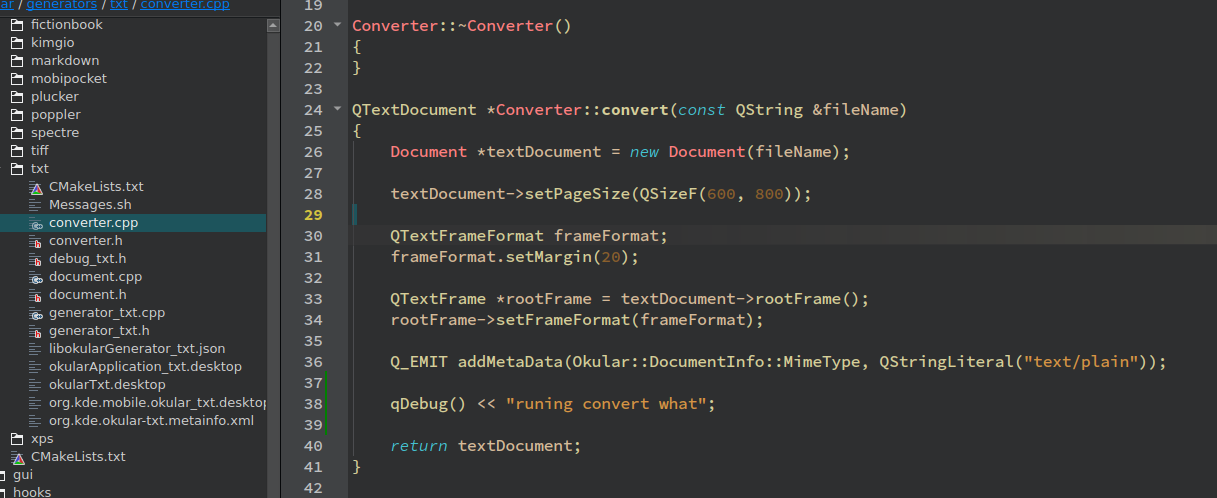 ar / generators / txt / converter.cpp
fictionbook
kimgio
markdown
mobipocket
plucker
poppler
spectre
tiff
txt
CMakeLists.txt
Messages.sh
converter.cpp
converter.h
debug_txt.h
document.cpp
document.h
generator_txt.cpp
generator_txt.h
libokularGenerator_txt.json
okularApplication_txt.desktop
okularTxt.desktop
org.kde.mobile.okular_txt.desktop
org.kde.okular-txt.metainfo.xml
xps
CMakeLists.txt
gui
hooks
19
20 Converter::~Converter()
21 {
22 }
23
24 QTextDocument *Converter::convert(const QString &fileName)
25 {
26     Document *textDocument = new Document(fileName);
27
28     textDocument->setPageSize(QSizeF(600, 800));
29
30     QTextFrameFormat frameFormat;
31     frameFormat.setMargin(20);
32
33     QTextFrame *rootFrame = textDocument->rootFrame();
34     rootFrame->setFrameFormat(frameFormat);
35
36     Q_EMIT addMetaData(Okular::DocumentInfo::MimeType, QStringLiteral("text/plain"));
37
38     qDebug() << "runing convert what";
39
40     return textDocument;
41 }
42